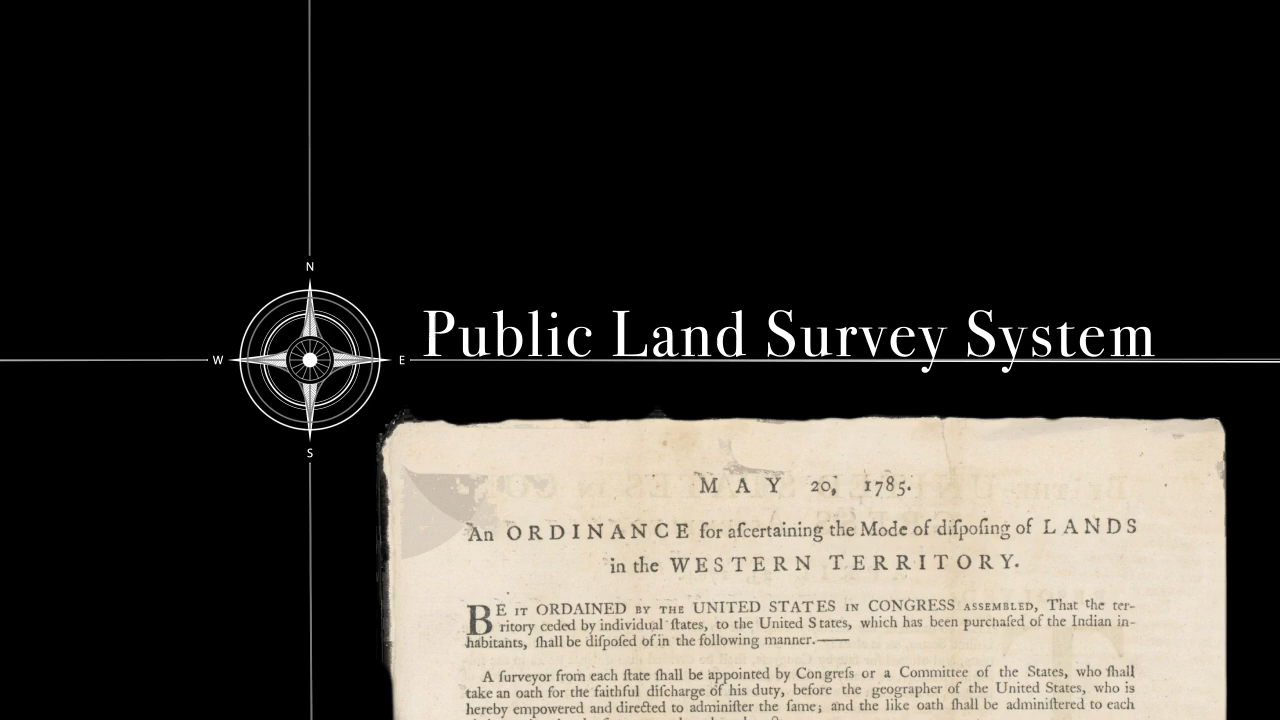 N
W
E
S
Public Land Survey System
MAY 20, 1785.
An ORDINANCE for aſcertaining the Mode of diſpoſing of LANDS
in the WESTERN TERRITORY.
BE IT ORDAINED BY THE UNITED STATES IN CONGRESS ASSEMBLED, That the ter-
ritory ceded by individual ſtates, to the United States, which has been purchaſed of the Indian in-
habitants, ſhall be diſpoſed of in the following manner.——
A ſurveyor from each ſtate ſhall be appointed by Congreſs or a Committee of the States, who ſhall
take an oath for the faithful diſcharge of his duty, before the geographer of the United States, who is
hereby empowered and directed to adminiſter the ſame; and the like oath ſhall be adminiſtered to each